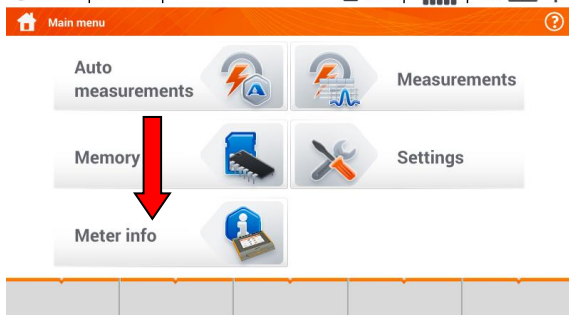 Main menu
?
Auto
measurements
Measurements
Memory
Settings
Meter info